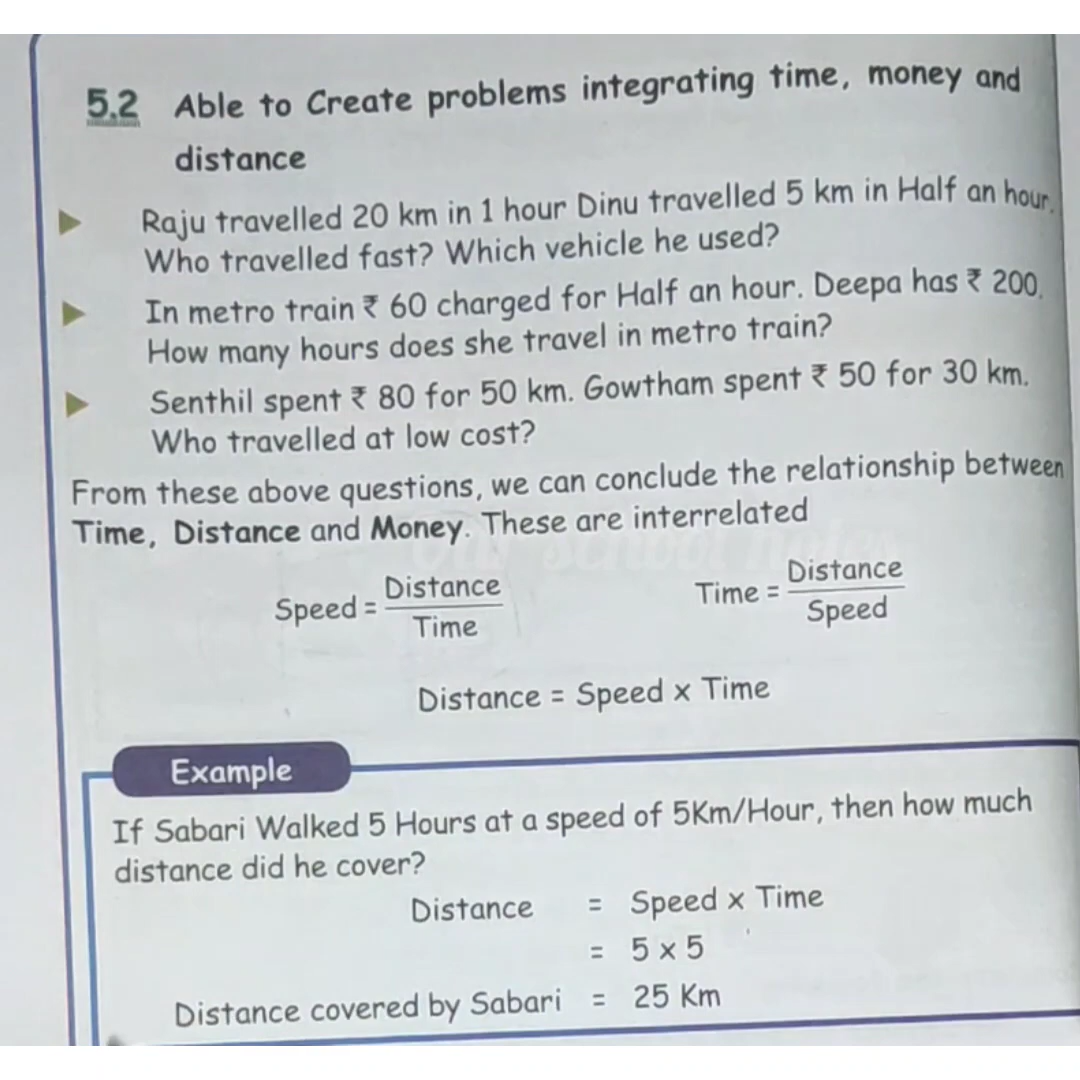 5.2 Able to Create problems integrating time, money and
distance
Raju travelled 20 km in 1 hour Dinu travelled 5 km in Half an hour.
Who travelled fast? Which vehicle he used?
In metro train ₹ 60 charged for Half an hour. Deepa has ₹ 200.
How many hours does she travel in metro train?
Senthil spent ₹ 80 for 50 km. Gowtham spent ₹ 50 for 30 km.
Who travelled at low cost?
From these above questions, we can conclude the relationship between
Time, Distance and Money. These are interrelated
Speed = Distance / Time
Time = Distance / Speed
Distance = Speed x Time
Example
If Sabari Walked 5 Hours at a speed of 5Km/Hour, then how much
distance did he cover?
Distance = Speed x Time
= 5 x 5
Distance covered by Sabari = 25 Km